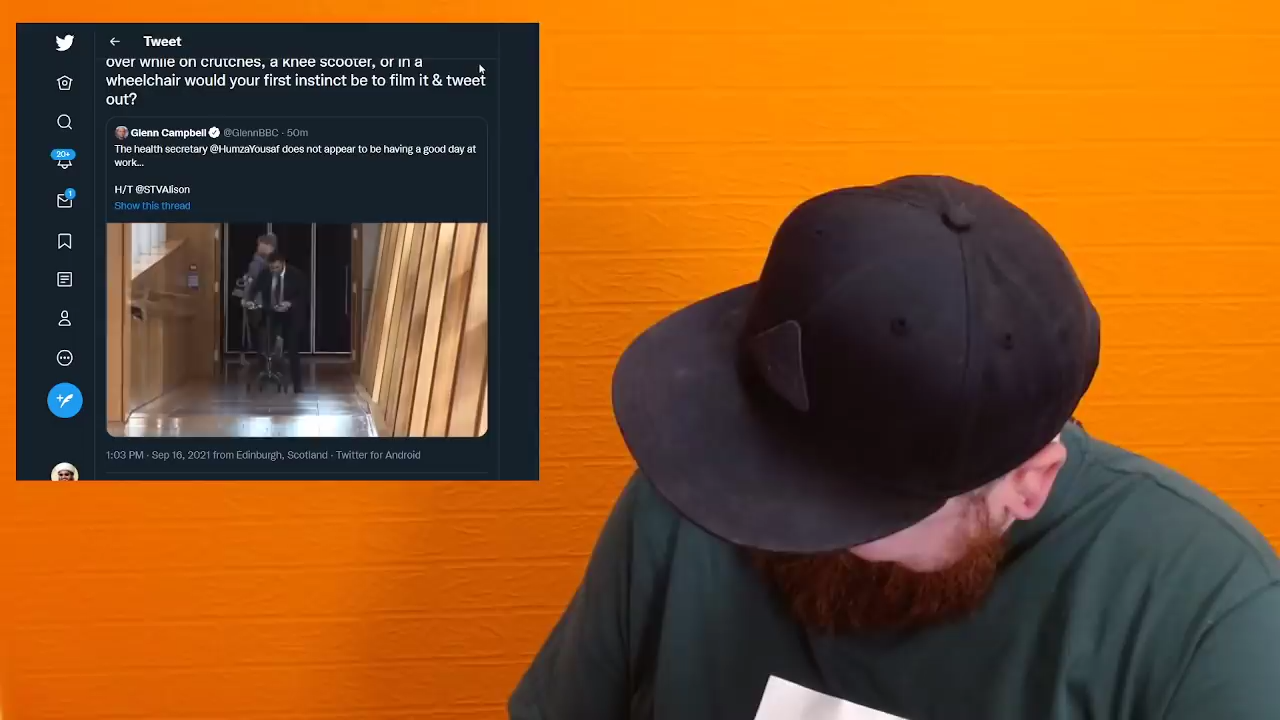 Tweet
over while on crutches, a knee scooter, or in a
wheelchair would your first instinct be to film it & tweet
out?
Glenn Campbell @GlennBBC · 50m
The health secretary @HumzaYousaf does not appear to be having a good day at
work...
H/T @STVAlison
Show this thread
20+
1
1:03 PM · Sep 16, 2021 from Edinburgh, Scotland · Twitter for Android